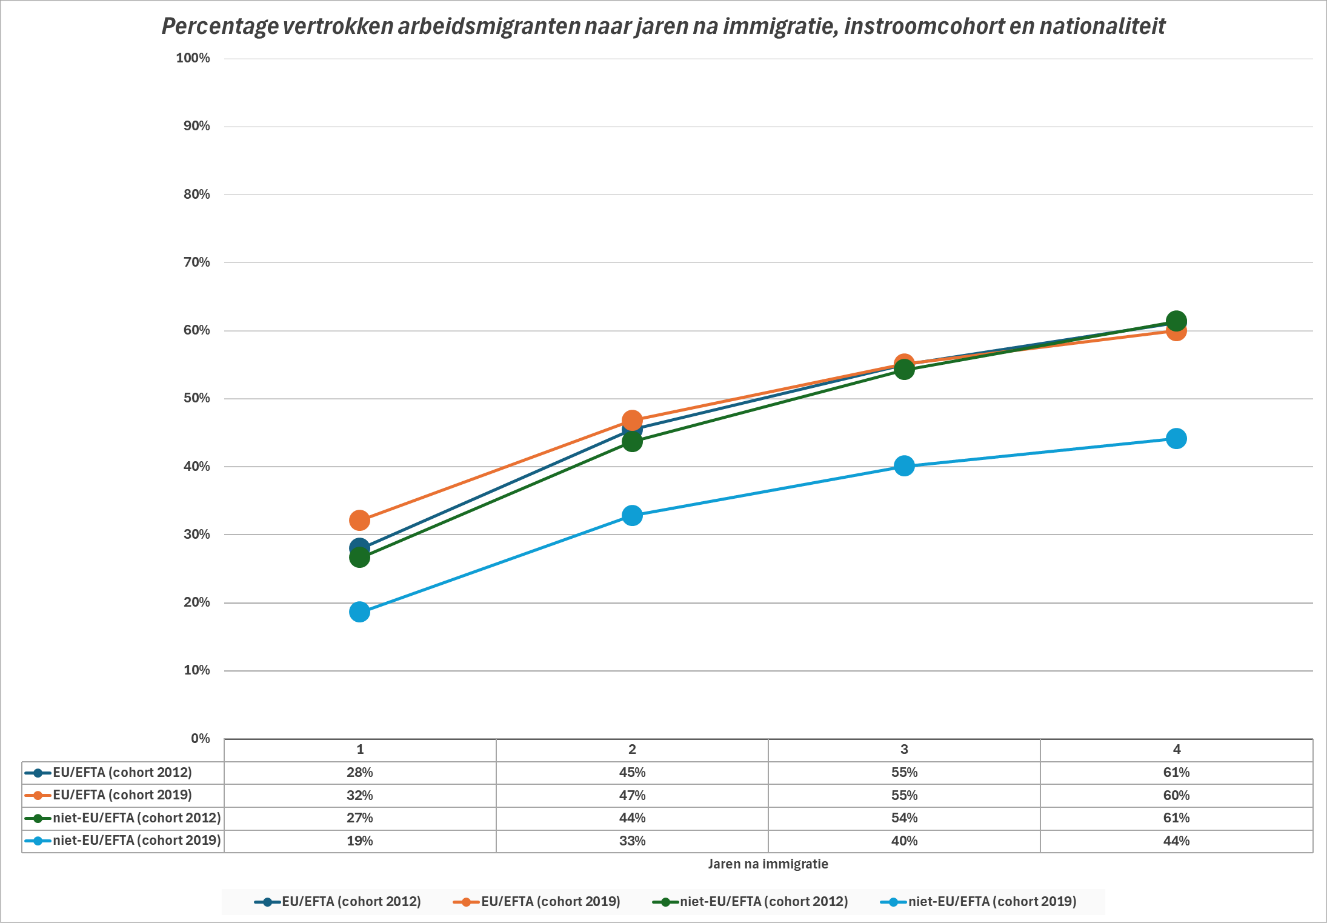 Percentage vertrokken arbeidsmigranten naar jaren na immigratie, instroomcohort en nationaliteit
100%
90%
80%
70%
60%
50%
40%
30%
20%
10%
0%
1 2 3 4
EU/EFTA (cohort 2012) 28% 45% 55% 61%
EU/EFTA (cohort 2019) 32% 47% 55% 60%
niet-EU/EFTA (cohort 2012) 27% 44% 54% 61%
niet-EU/EFTA (cohort 2019) 19% 33% 40% 44%
Jaren na immigratie
EU/EFTA (cohort 2012) EU/EFTA (cohort 2019) niet-EU/EFTA (cohort 2012) niet-EU/EFTA (cohort 2019)